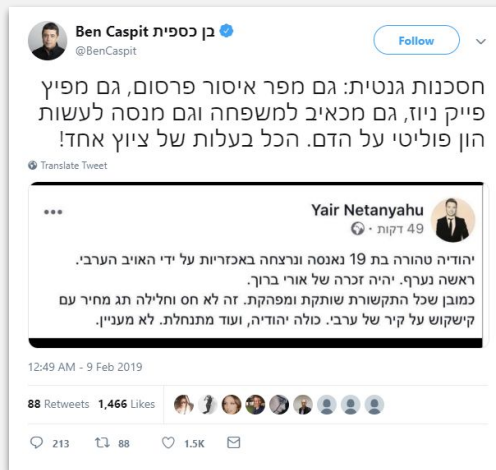 Ben Caspit בן כספית
@BenCaspit
Follow
חסכנות גנטית: גם מפר איסור פרסום, גם מפיץ
פייק ניוז, גם מכאיב למשפחה וגם מנסה לעשות
הון פוליטי על הדם. הכל בעלות של ציוץ אחד!
Translate Tweet
Yair Netanyahu
49 דקות ·
יהודיה טהורה בת 19 נאנסה ונרצחה באכזריות על ידי האויב הערבי.
ראשה נערף. יהיה זכרה של אורי ברוך.
כמובן שכל התקשורת שותקת ומפהקת. זה לא חס וחלילה תג מחיר עם
קישקוש על קיר של ערבי. כולה יהודיה, ועוד מתנחלת. לא מעניין.
12:49 AM - 9 Feb 2019
88 Retweets 1,466 Likes
213 88 1.5K